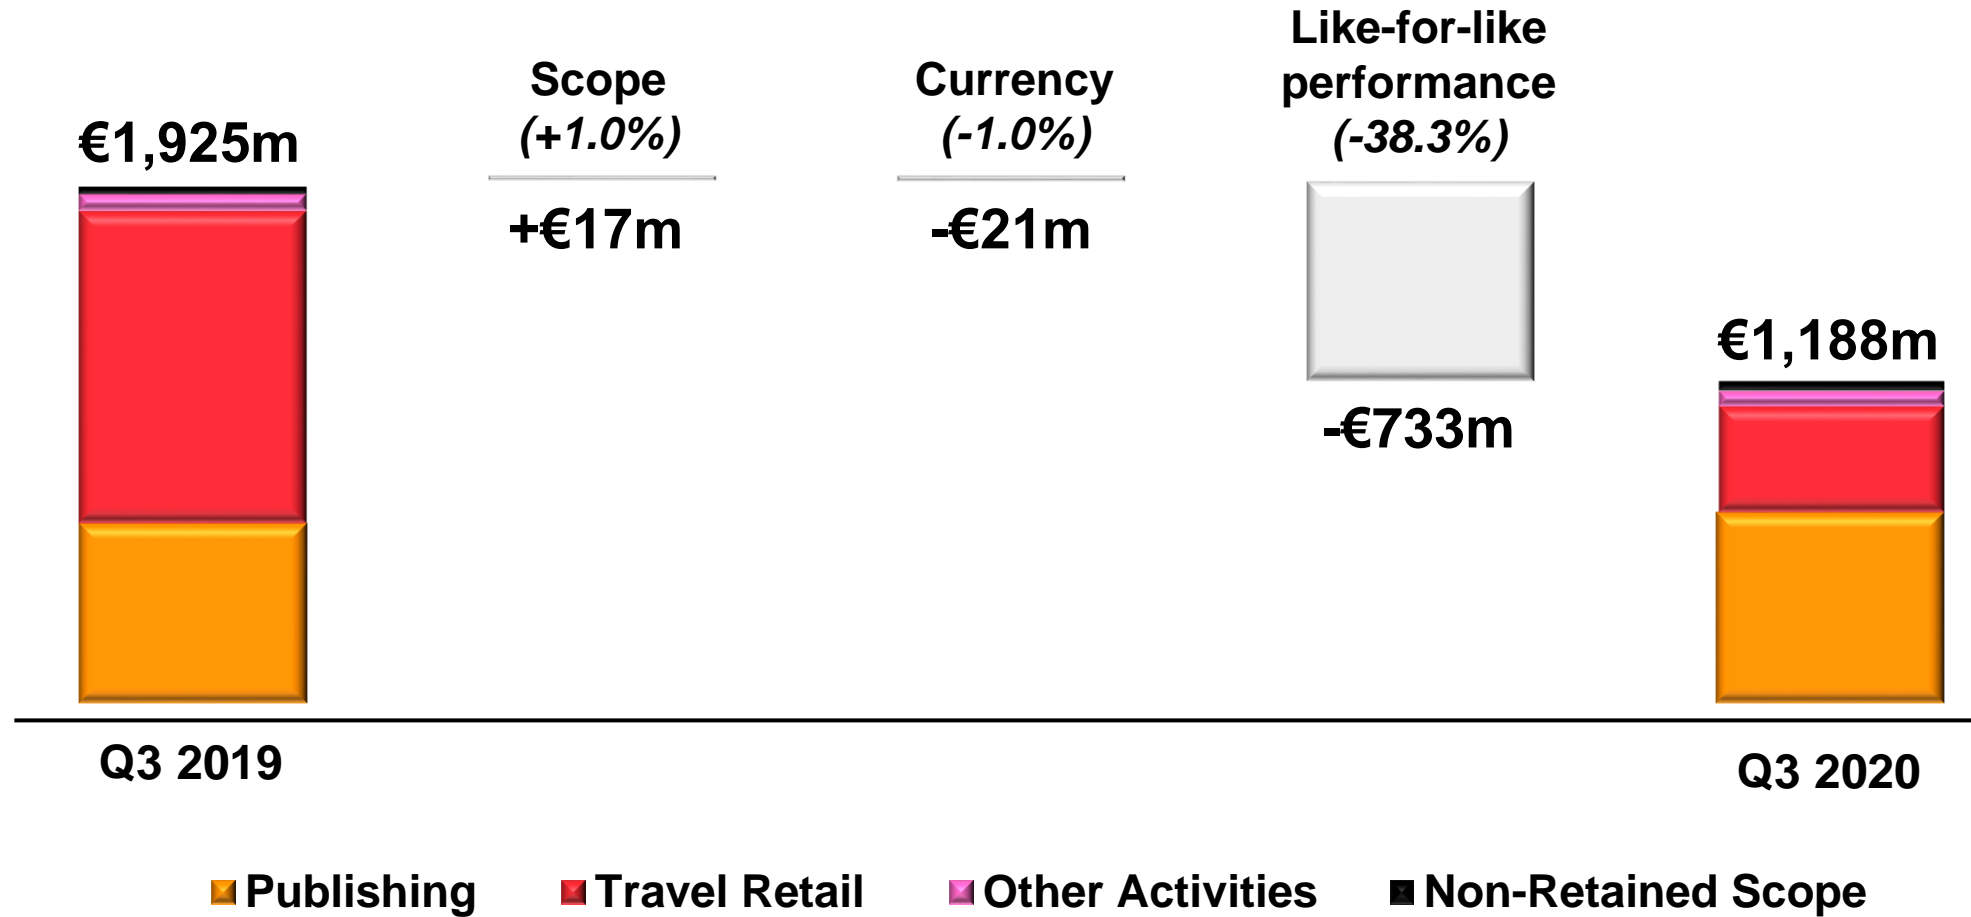 €1,925m
Scope
(+1.0%)
+€17m
Currency
(-1.0%)
-€21m
Like-for-like
performance
(-38.3%)
-€733m
€1,188m
Q3 2019
Q3 2020
Publishing
Travel Retail
Other Activities
Non-Retained Scope